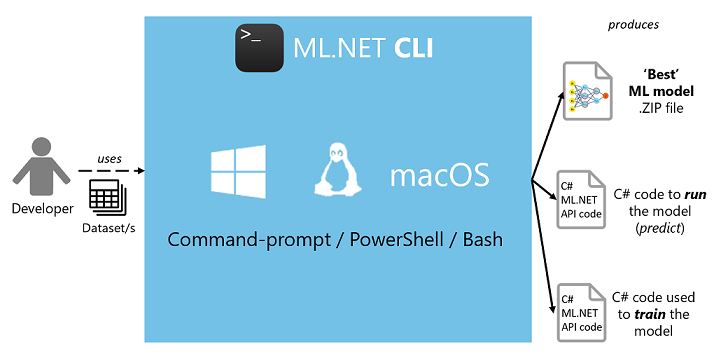 produces
>_ ML.NET CLI
'Best'
ML model
.ZIP file
uses
Developer
Dataset/s
macOS
Command-prompt / PowerShell / Bash
C#
ML.NET
API code
C# code to run
the model
(predict)
C#
ML.NET
API code
C# code used
to train the
model